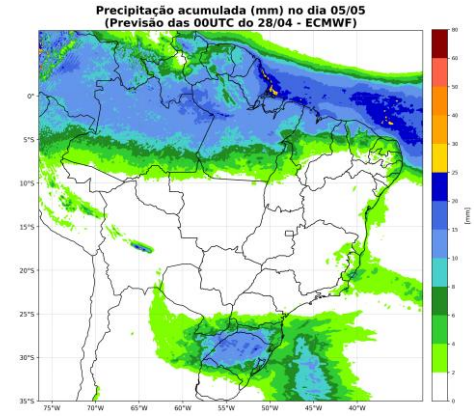 Precipitação acumulada (mm) no dia 05/05
(Previsão das 00UTC do 28/04 - ECMWF)
0°
5°S
10°S
15°S
20°S
25°S
30°S
35°S
75°W 70°W 65°W 60°W 55°W 50°W 45°W 40°W
80
60
50
40
30
25
20
15
10
8
6
4
2
0
[mm]